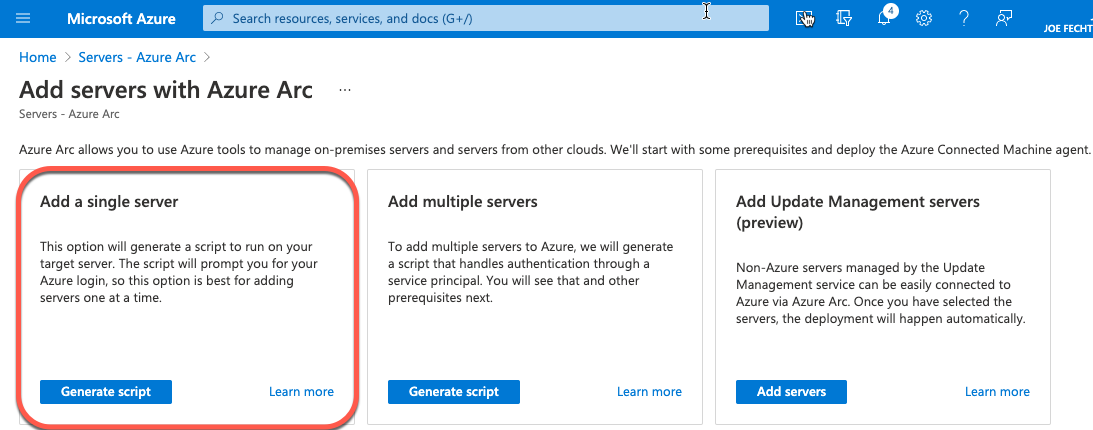 Microsoft Azure
Search resources, services, and docs (G+/)
4
JOE FECHT
Home > Servers - Azure Arc >
Add servers with Azure Arc ...
Servers - Azure Arc
Azure Arc allows you to use Azure tools to manage on-premises servers and servers from other clouds. We'll start with some prerequisites and deploy the Azure Connected Machine agent.
Add a single server
This option will generate a script to run on your
target server. The script will prompt you for your
Azure login, so this option is best for adding
servers one at a time.
Generate script
Learn more
Add multiple servers
To add multiple servers to Azure, we will generate
a script that handles authentication through a
service principal. You will see that and other
prerequisites next.
Generate script
Learn more
Add Update Management servers
(preview)
Non-Azure servers managed by the Update
Management service can be easily connected to
Azure via Azure Arc. Once you have selected the
servers, the deployment will happen automatically.
Add servers
Learn more